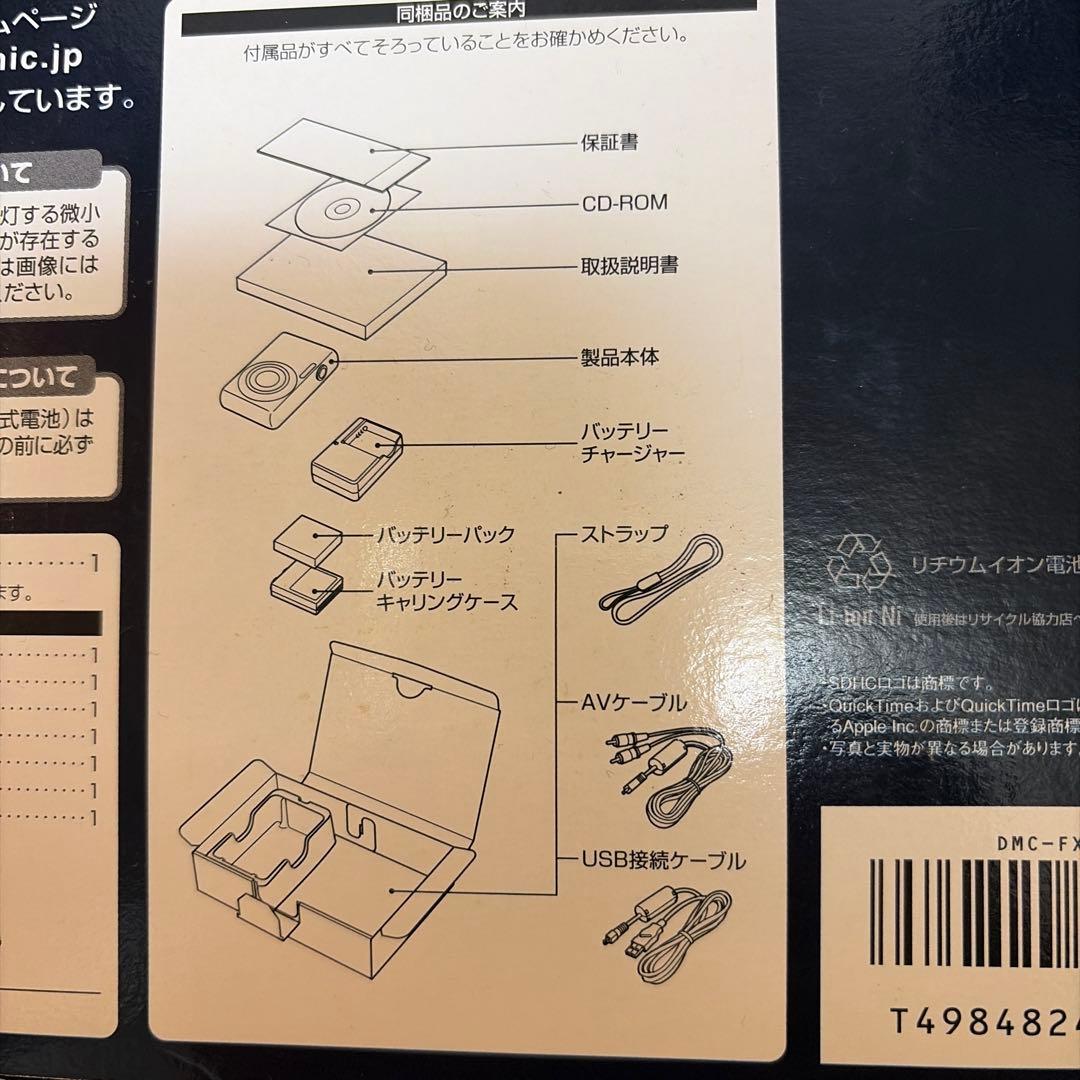 ムページ
nic.jp
しています。
いて
灯する微小
が存在する
は画像には
ください。
について
式電池)は
の前に必ず
1
ます。
1
1
1
1
1
1
1
同梱品のご案内
付属品がすべてそろっていることをお確かめください。
保証書
CD-ROM
取扱説明書
製品本体
バッテリー
チャージャー
バッテリーパック
バッテリー
キャリングケース
ストラップ
AVケーブル
USB接続ケーブル
リチウムイオン電池
Li-ion Ni 使用後はリサイクル協力店へ
・SDHCロゴは商標です。
・QuickTimeおよびQuickTimeロゴは
るApple Inc.の商標または登録商標
・写真と実物が異なる場合があります。
DMC-FX
T4984824